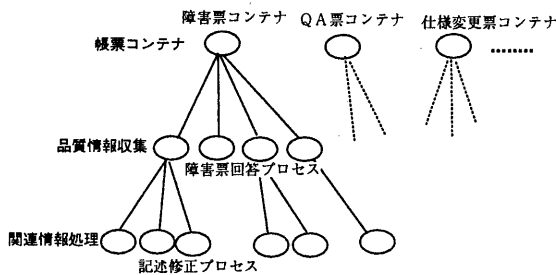 障害票コンテナ QA票コンテナ 仕様変更票コンテナ
帳票コンテナ
品質情報収集
障害票回答プロセス
関連情報処理
記述修正プロセス